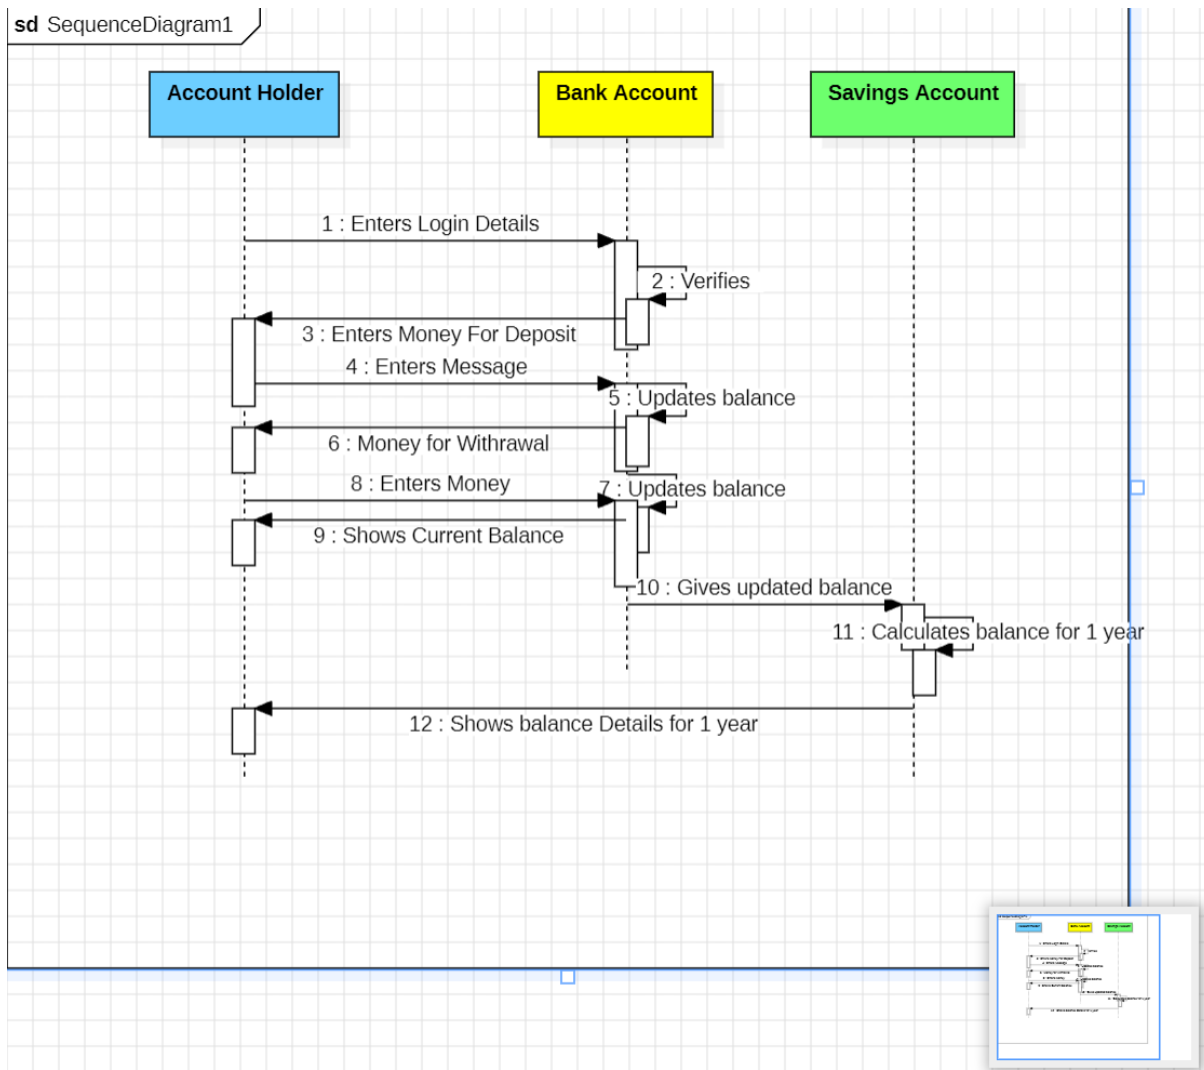 sd SequenceDiagram1
Account Holder
Bank Account
Savings Account
1 : Enters Login Details
2 : Verifies
3 : Enters Money For Deposit
4 : Enters Message
5 : Updates balance
6 : Money for Withrawal
8 : Enters Money
7 : Updates balance
9 : Shows Current Balance
10 : Gives updated balance
11 : Calculates balance for 1 year
12 : Shows balance Details for 1 year